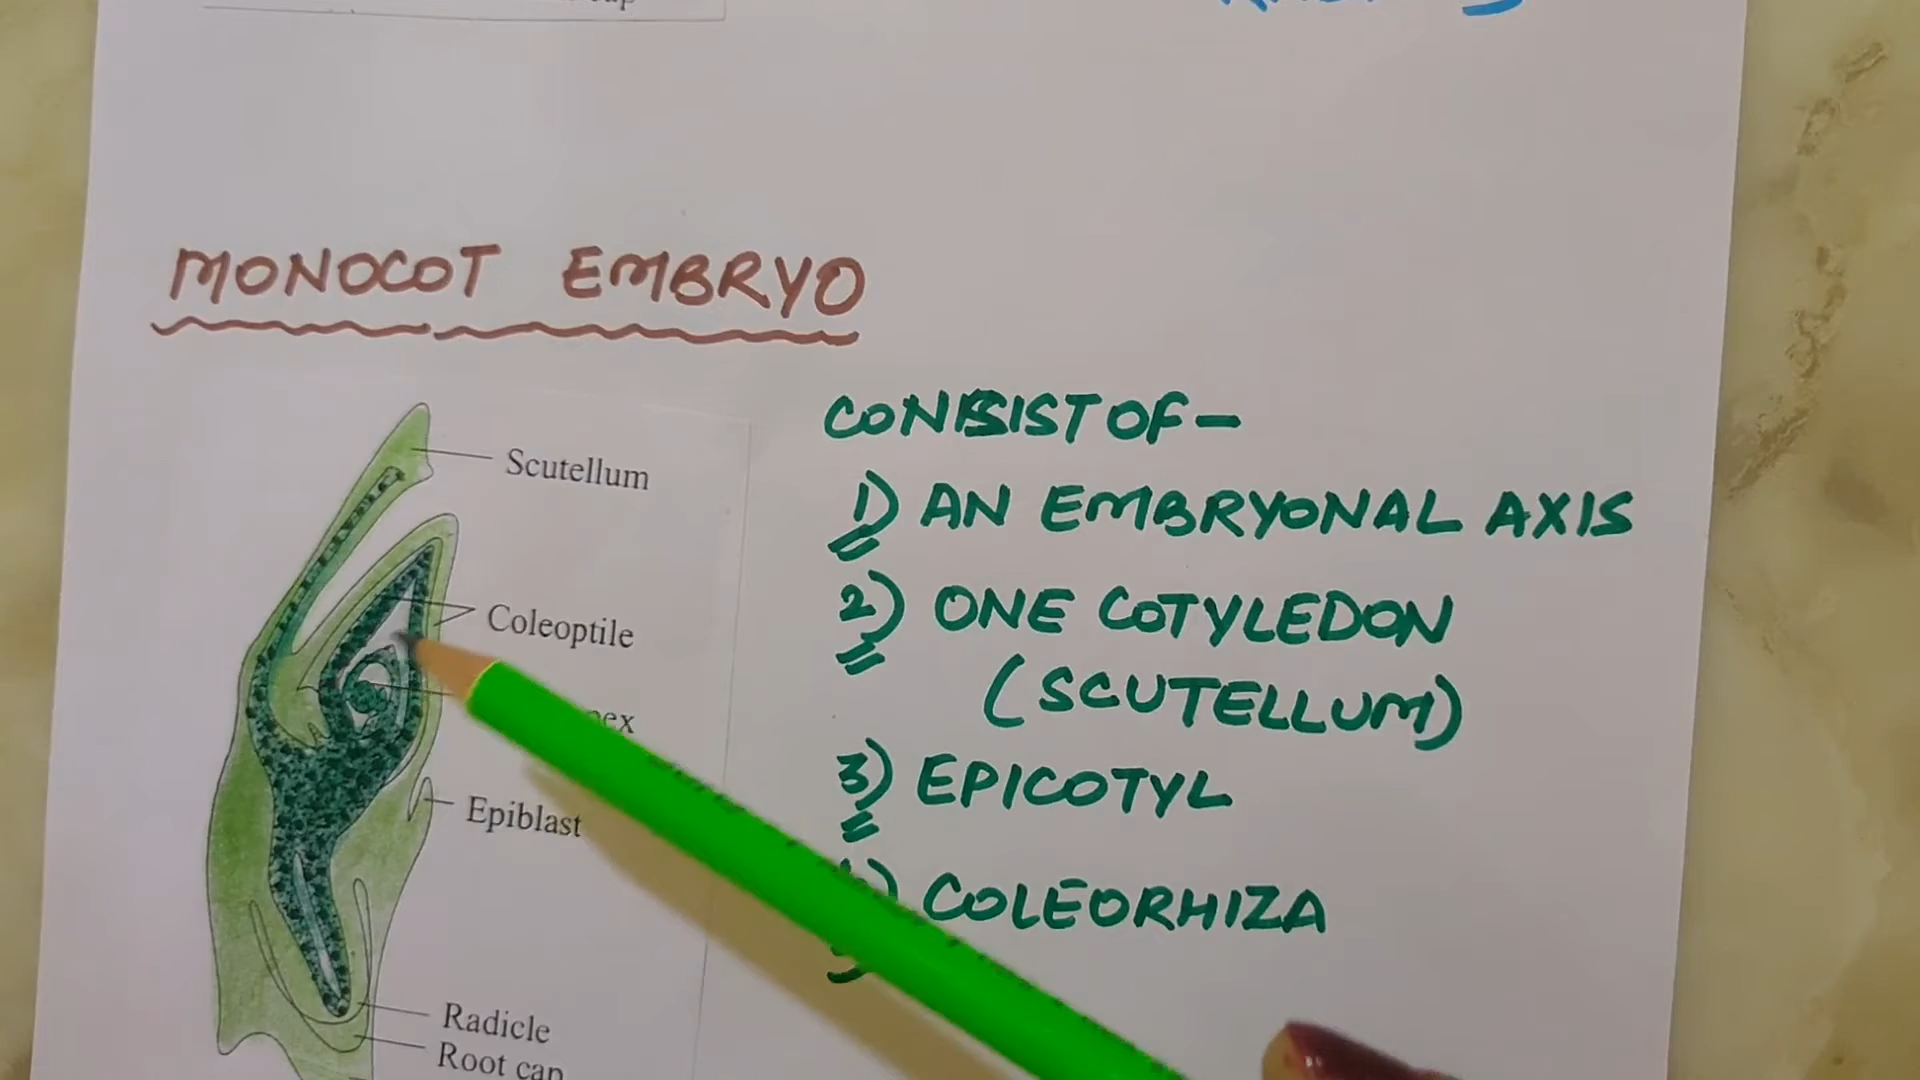 MONOCOT EMBRYO
Scutellum
Coleoptile
Epiblast
Radicle
Root cap
CONSIST OF -
1) AN EMBRYONAL AXIS
2) ONE COTYLEDON
(SCUTELLUM)
3) EPICOTYL
COLEORHIZA